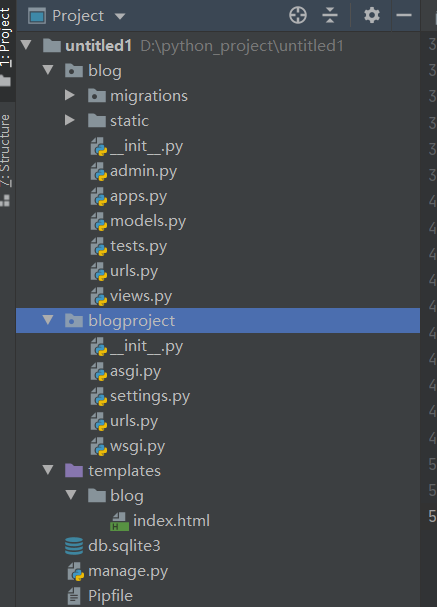 Project
1: Project
7: Structure
untitled1 D:\python_project\untitled1
blog
migrations
static
__init__.py
admin.py
apps.py
models.py
tests.py
urls.py
views.py
blogproject
__init__.py
asgi.py
settings.py
urls.py
wsgi.py
templates
blog
index.html
db.sqlite3
manage.py
Pipfile